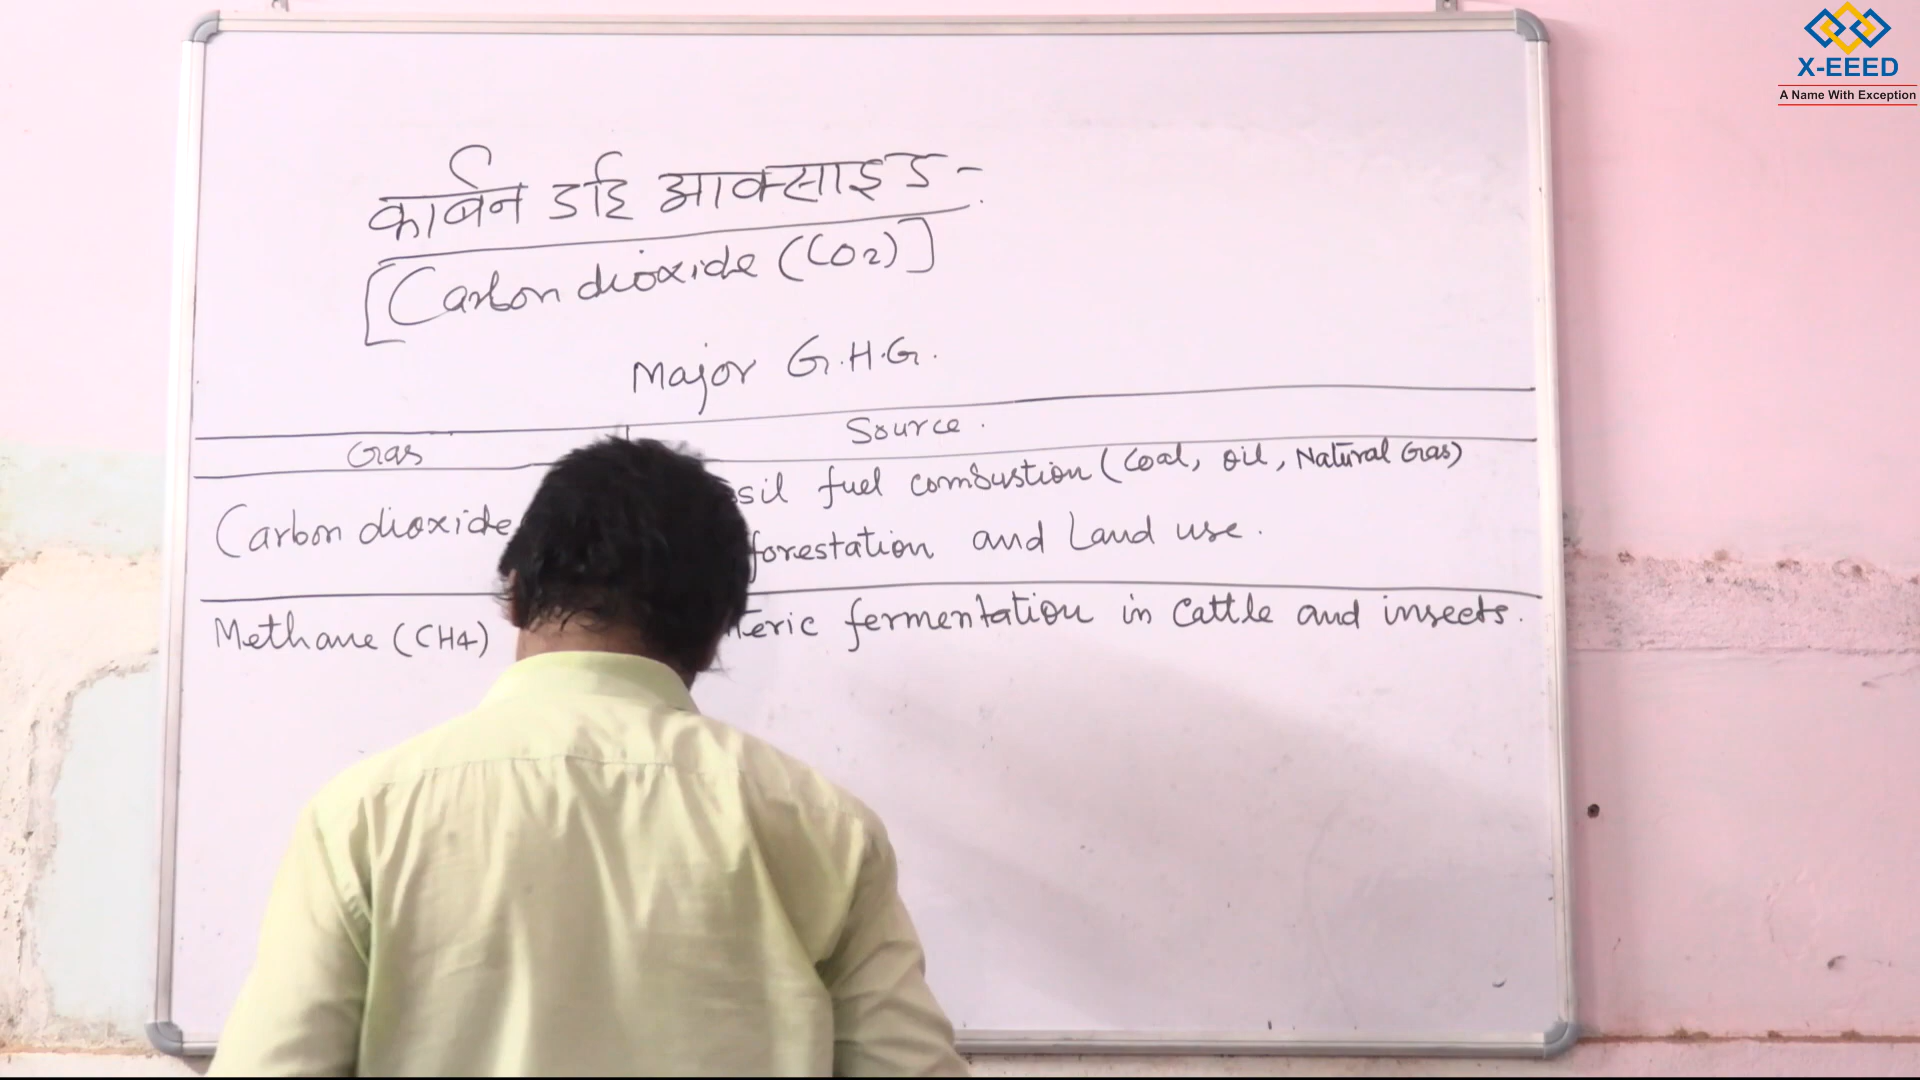 X-EEED
A Name With Exception
कार्बन डाई आक्साइड -
[Carbon dioxide (CO2)]
Major G.H.G.
Gas Source.
Carbon dioxide sil fuel combustion (Coal, oil, Natural Gas)
forestation and Land use.
Methane (CH4) teric fermentation in Cattle and insects.